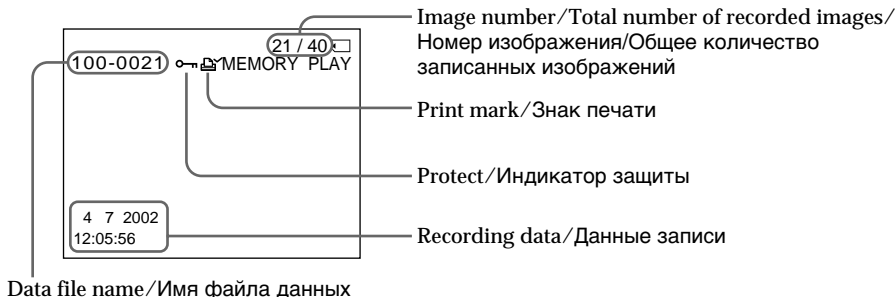 Image number/Total number of recorded images/
Номер изображения/Общее количество
записанных изображений
21 / 40
100-0021
MEMORY PLAY
Print mark/Знак печати
Protect/Индикатор защиты
4 7 2002
12:05:56
Recording data/Данные записи
Data file name/Имя файла данных